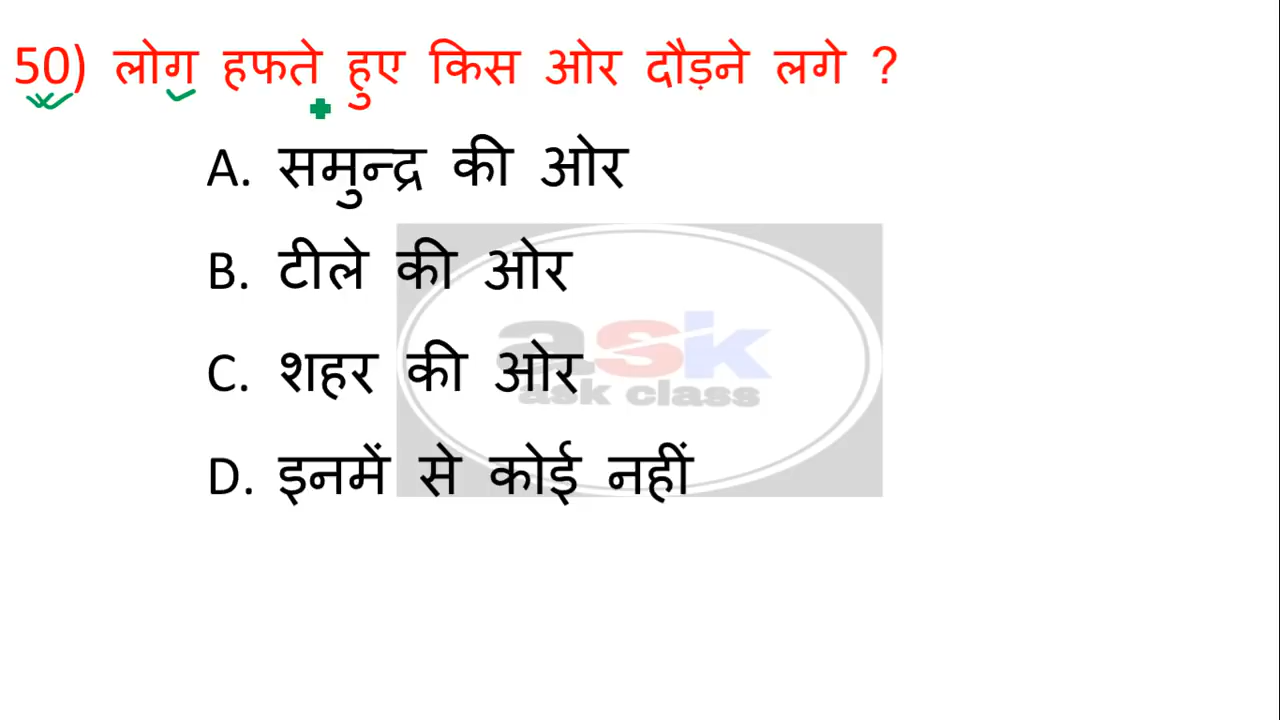 50) लोग हफते हुए किस ओर दौड़ने लगे ?
A. समुन्द्र की ओर
B. टीले की ओर
ask
C. शहर की ओर
ask class
D. इनमें से कोई नहीं